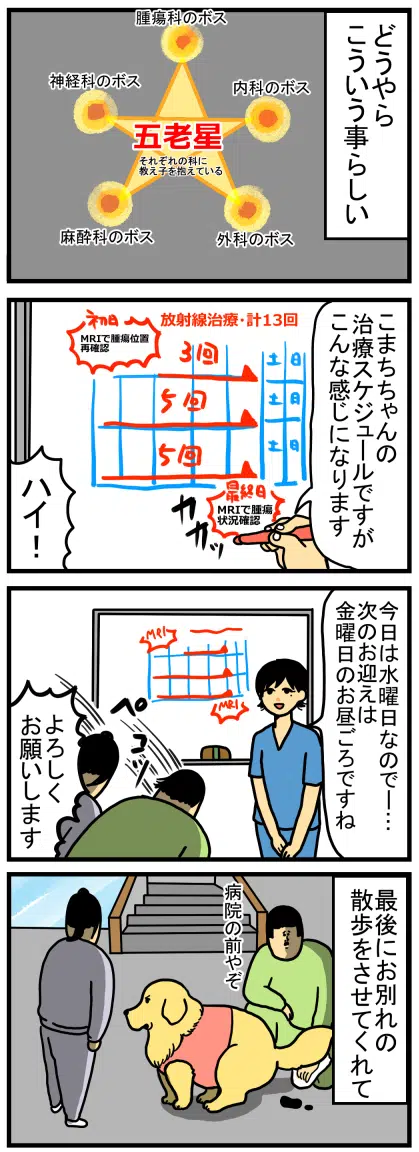 どうやら
こういう事らしい
腫瘍科のボス
神経科のボス
内科のボス
五老星
それぞれの科に
教え子を抱えている
麻酔科のボス
外科のボス
こまちちゃんの
治療スケジュールですが
こんな感じになります
初日
MRIで腫瘍位置
再確認
放射線治療・計13回
3回
土
日
5回
土
日
5回
土
日
最終日
MRIで腫瘍
状況確認
カカッ
ハイ！
今日は水曜日なのでー…
次のお迎えは
金曜日のお昼ごろですね
MRI
MRI
ペコッ
よろしく
お願いします
最後にお別れの
散歩をさせてくれて
病院の前やぞ